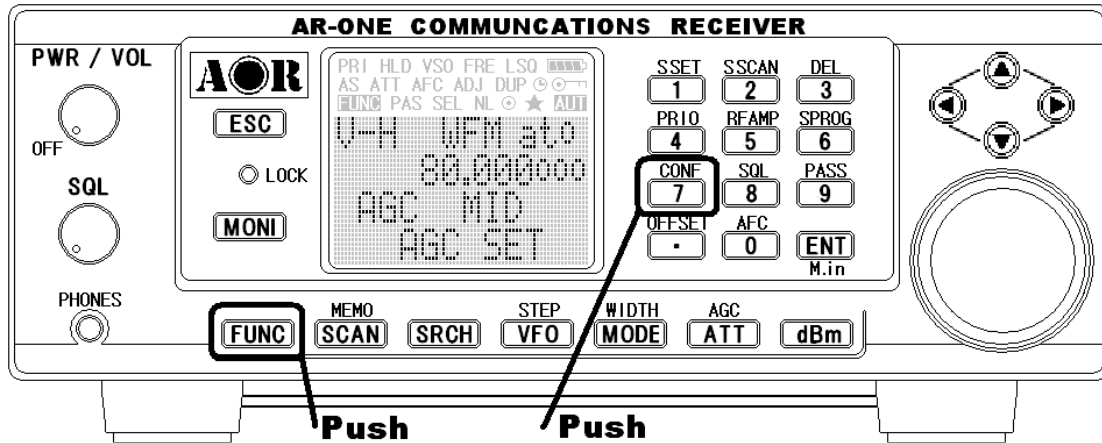 AR-ONE COMMUNCATIONS RECEIVER
PWR / VOL
OFF
SQL
PHONES
AOR
ESC
LOCK
MONI
PRI HLD VSO FRE LSQ
AS ATT AFC ADJ DUP
FUNC PAS SEL NL ★ AUT
V-H WFM ato
80.000000
AGC MID
AGC SET
SSET SSCAN DEL
1 2 3
PRIO RFAMP SPROG
4 5 6
CONF SQL PASS
7 8 9
OFFSET AFC
. 0 ENT
M.in
MEMO STEP WIDTH AGC
FUNC SCAN SRCH VFO MODE ATT dBm
Push Push